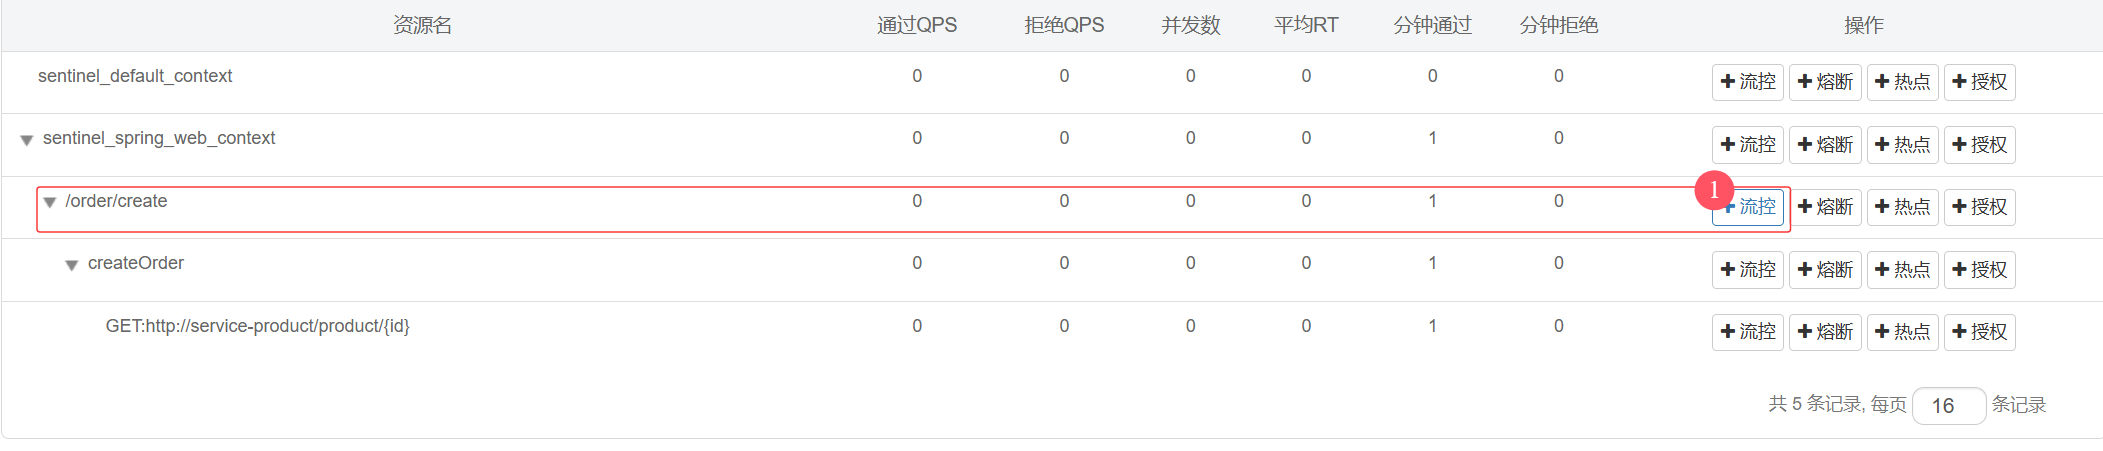 资源名 通过QPS 拒绝QPS 并发数 平均RT 分钟通过 分钟拒绝 操作
sentinel_default_context 0 0 0 0 0 0 流控 熔断 热点 授权
sentinel_spring_web_context 0 0 0 0 1 0 流控 熔断 热点 授权
/order/create 0 0 0 0 1 0 1 流控 熔断 热点 授权
createOrder 0 0 0 0 1 0 流控 熔断 热点 授权
GET:http://service-product/product/{id} 0 0 0 0 1 0 流控 熔断 热点 授权
共 5 条记录, 每页 16 条记录